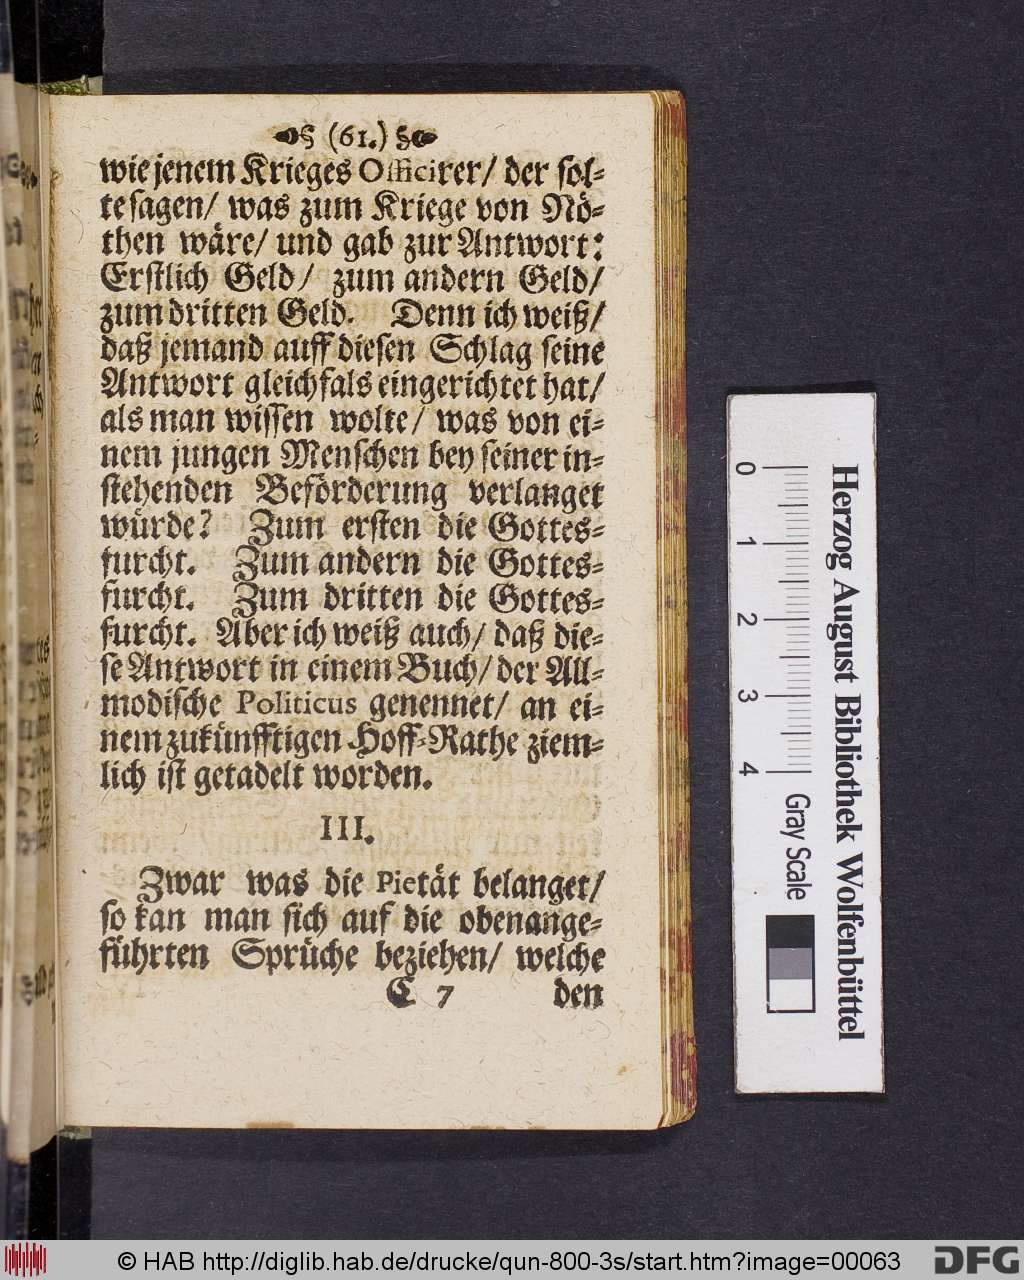 (61.)
wie jenem Krieges Officirer/ der sol-
te sagen/ was zum Kriege von Nö-
then wäre/ und gab zur Antwort:
Erstlich Geld/ zum andern Geld/
zum dritten Geld. Denn ich weiß/
daß jemand auff diesen Schlag seine
Antwort gleichfals eingerichtet hat/
als man wissen wolte/ was von ei-
nem jungen Menschen bey seiner in-
stehenden Beförderung verlanget
würde? Zum ersten die Gottes-
furcht. Zum andern die Gottes-
furcht. Zum dritten die Gottes-
furcht. Aber ich weiß auch/ daß die-
se Antwort in einem Buch/ der All-
modische Politicus genennet/ an ei-
nem zukünfftigen Hoff-Rathe ziem-
lich ist getadelt worden.
III.
Zwar was die Pietät belanget/
so kan man sich auf die obenange-
führten Sprüche beziehen/ welche
C 7 den
0 1 2 3 4 Gray Scale
Herzog August Bibliothek Wolfenbüttel
© HAB http://diglib.hab.de/drucke/qun-800-3s/start.htm?image=00063
DFG